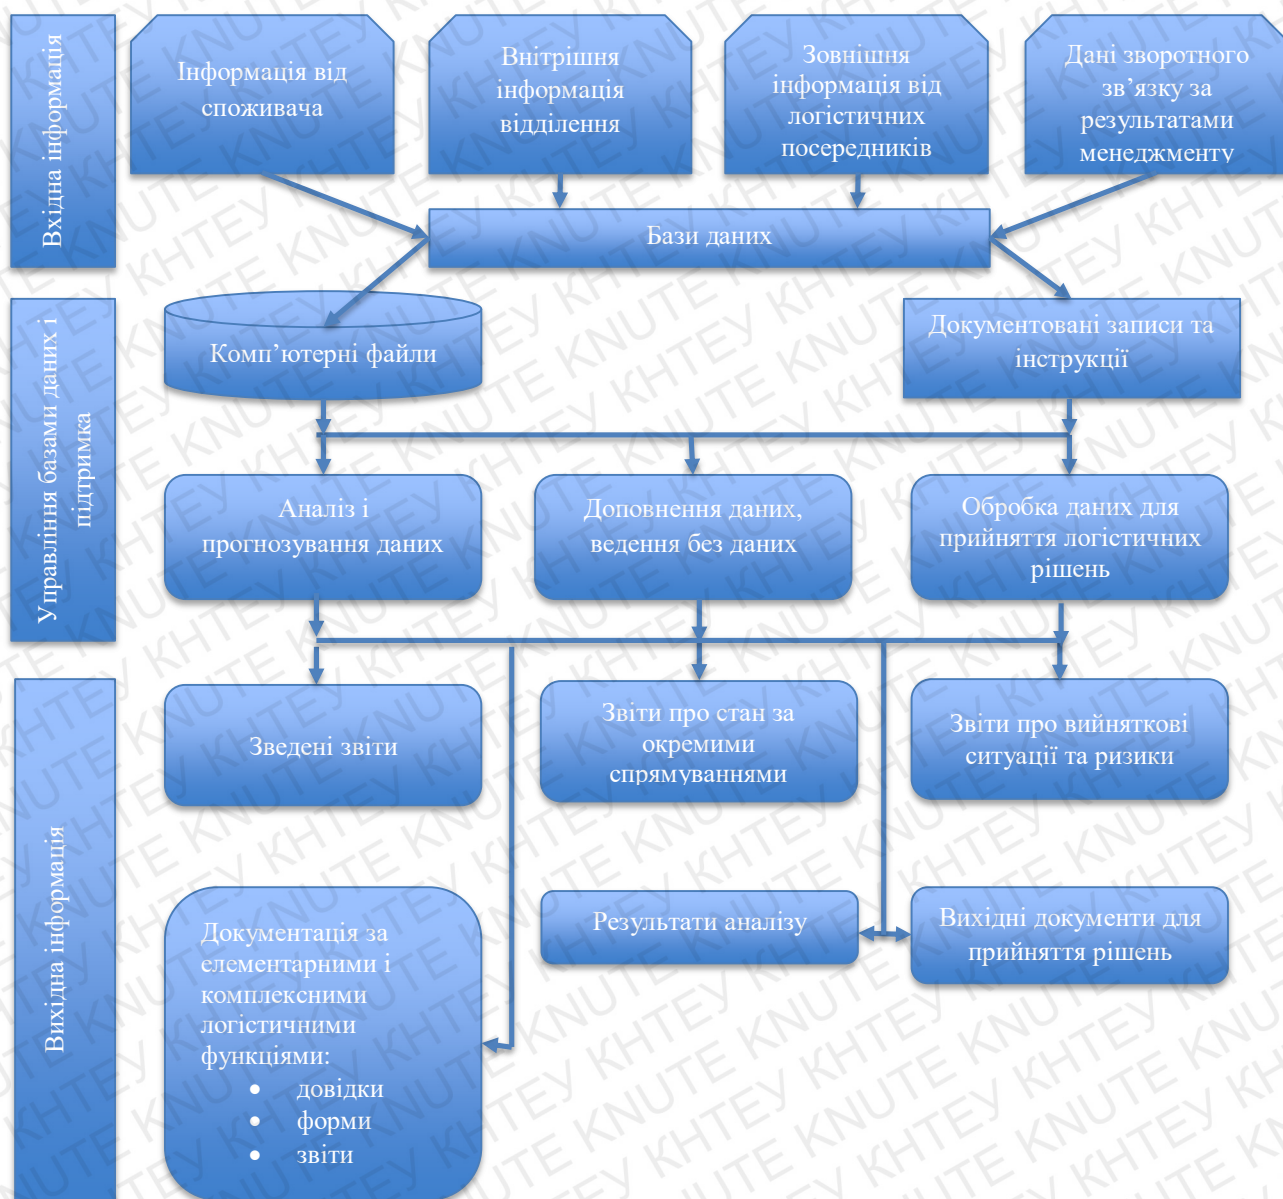 Вхідна інформація
Інформація від
споживача
Внітрішня
інформація
відділення
Зовнішня
інформація від
логістичних
посередників
Дані зворотного
зв’язку за
результатами
менеджменту
Бази даних
Управління базами даних і
підтримка
Комп’ютерні файли
Документовані записи та
інструкції
Аналіз і
прогнозування даних
Доповнення даних,
ведення без даних
Обробка даних для
прийняття логістичних
рішень
Вихідна інформація
Зведені звіти
Звіти про стан за
окремими
спрямуваннями
Звіти про вийняткові
ситуації та ризики
Документація за
елементарними і
комплексними
логістичними
функціями:
• довідки
• форми
• звіти
Результати аналізу
Вихідні документи для
прийняття рішень
KNUTE КНТЕУ